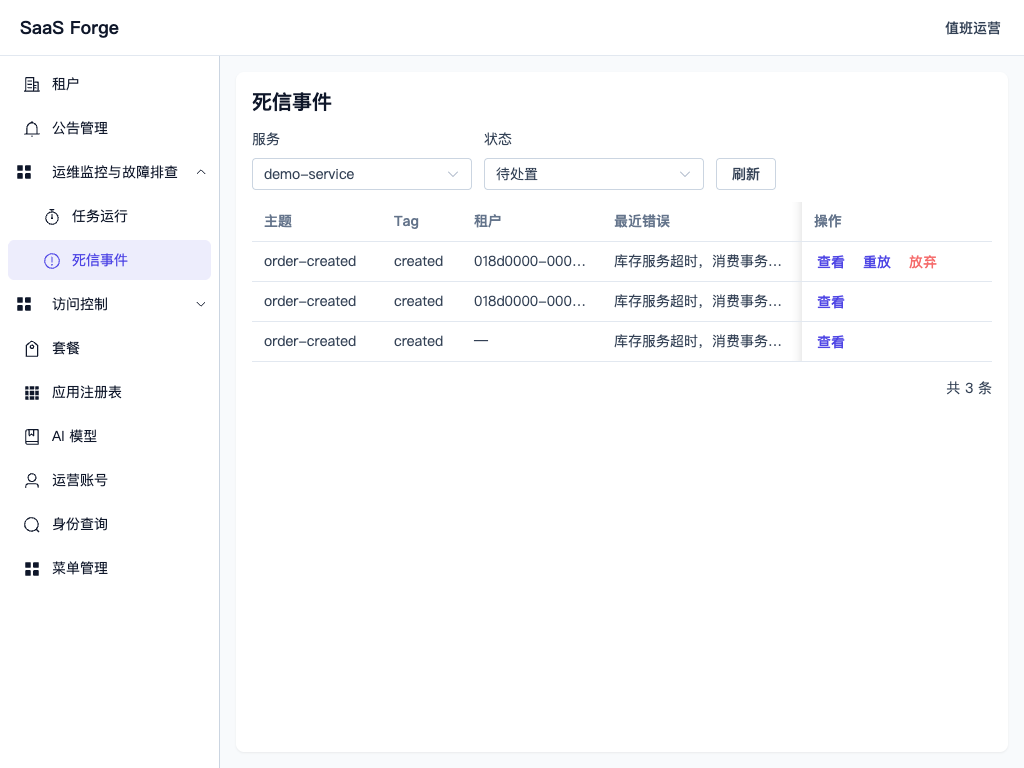 SaaS Forge
值班运营
租户
公告管理
运维监控与故障排查
任务运行
死信事件
访问控制
套餐
应用注册表
AI 模型
运营账号
身份查询
菜单管理
死信事件
服务 状态
demo-service 待处置 刷新
主题 Tag 租户 最近错误 操作
order-created created 018d0000-000... 库存服务超时，消费事务... 查看 重放 放弃
order-created created 018d0000-000... 库存服务超时，消费事务... 查看
order-created created — 库存服务超时，消费事务... 查看
共 3 条